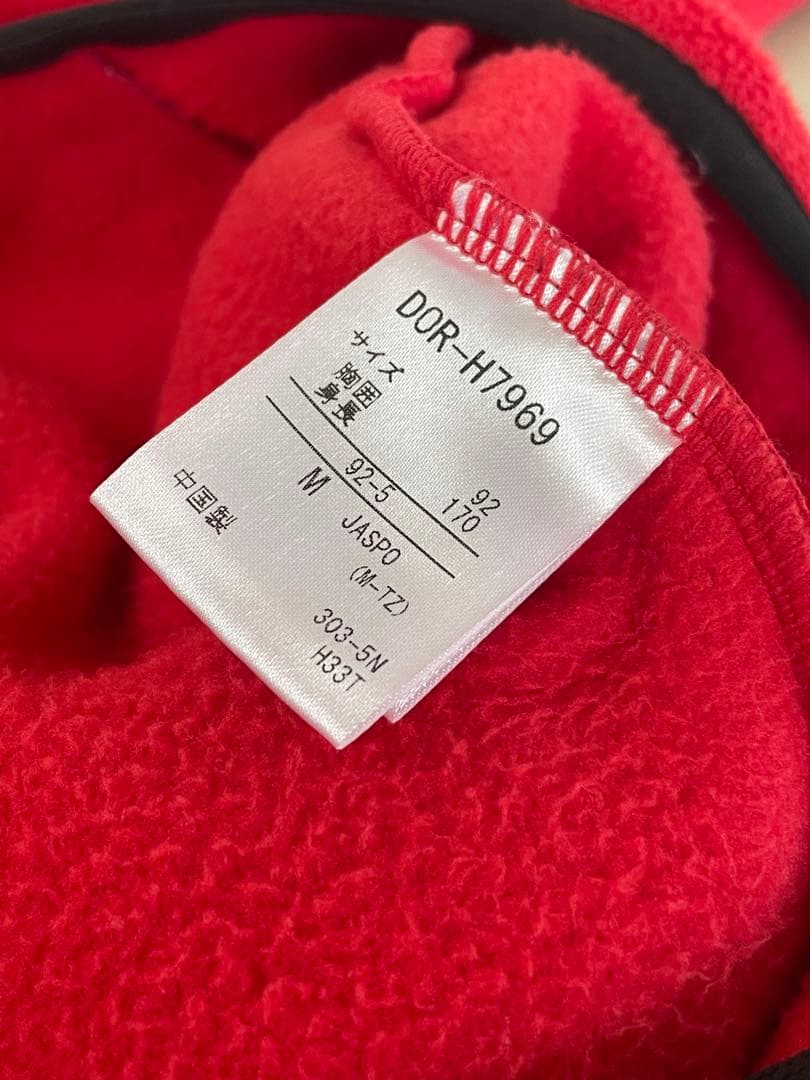 DOR-H7969
サイズ
胸囲 92
身長 170
92-5
M JASPO
(M-TZ)
中国製 303-5N
H33T